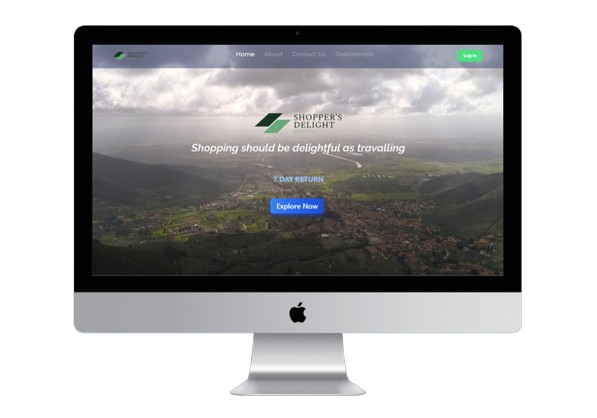 Home About Contact Us Testimonials
Log in
SHOPPER'S
DELIGHT
Shopping should be delightful as travalling
7 DAY RETURN
Explore Now